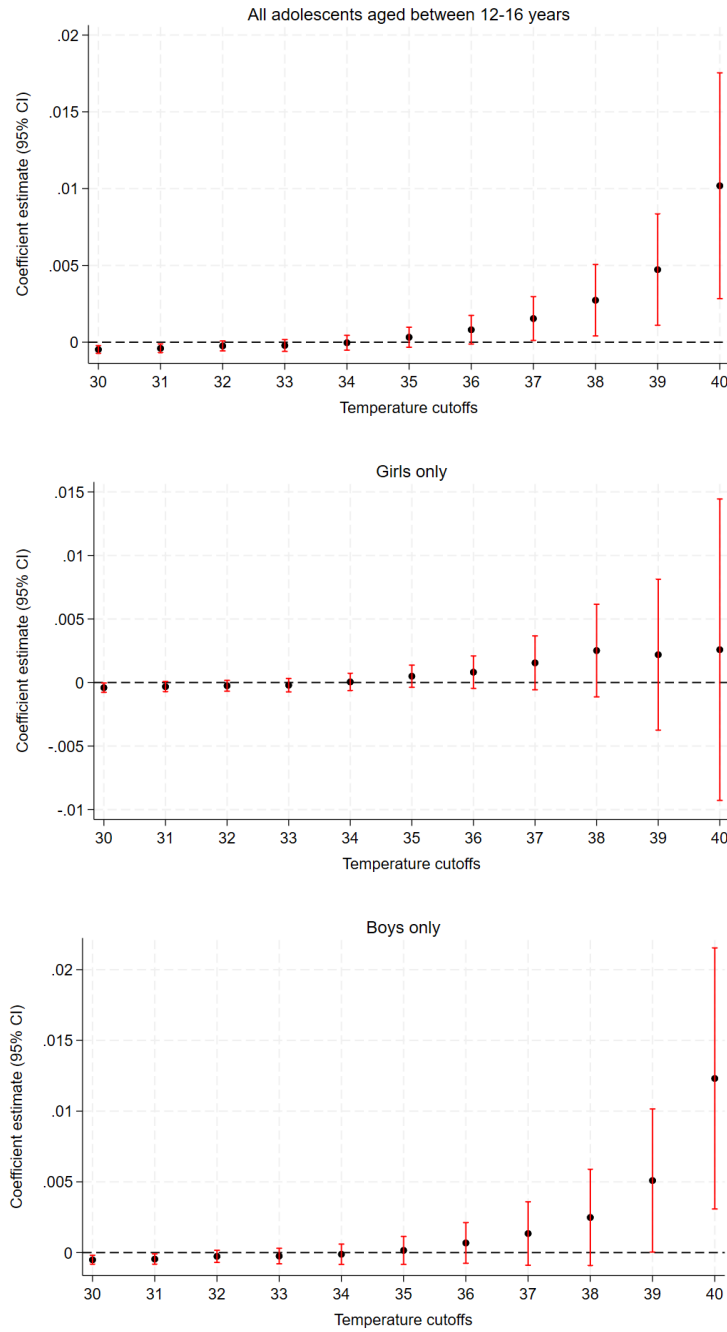 All adolescents aged between 12-16 years
Coefficient estimate (95% CI)
.02
.015
.01
.005
0
30 31 32 33 34 35 36 37 38 39 40
Temperature cutoffs
Girls only
Coefficient estimate (95% CI)
.015
.01
.005
0
-.005
-.01
30 31 32 33 34 35 36 37 38 39 40
Temperature cutoffs
Boys only
Coefficient estimate (95% CI)
.02
.015
.01
.005
0
30 31 32 33 34 35 36 37 38 39 40
Temperature cutoffs